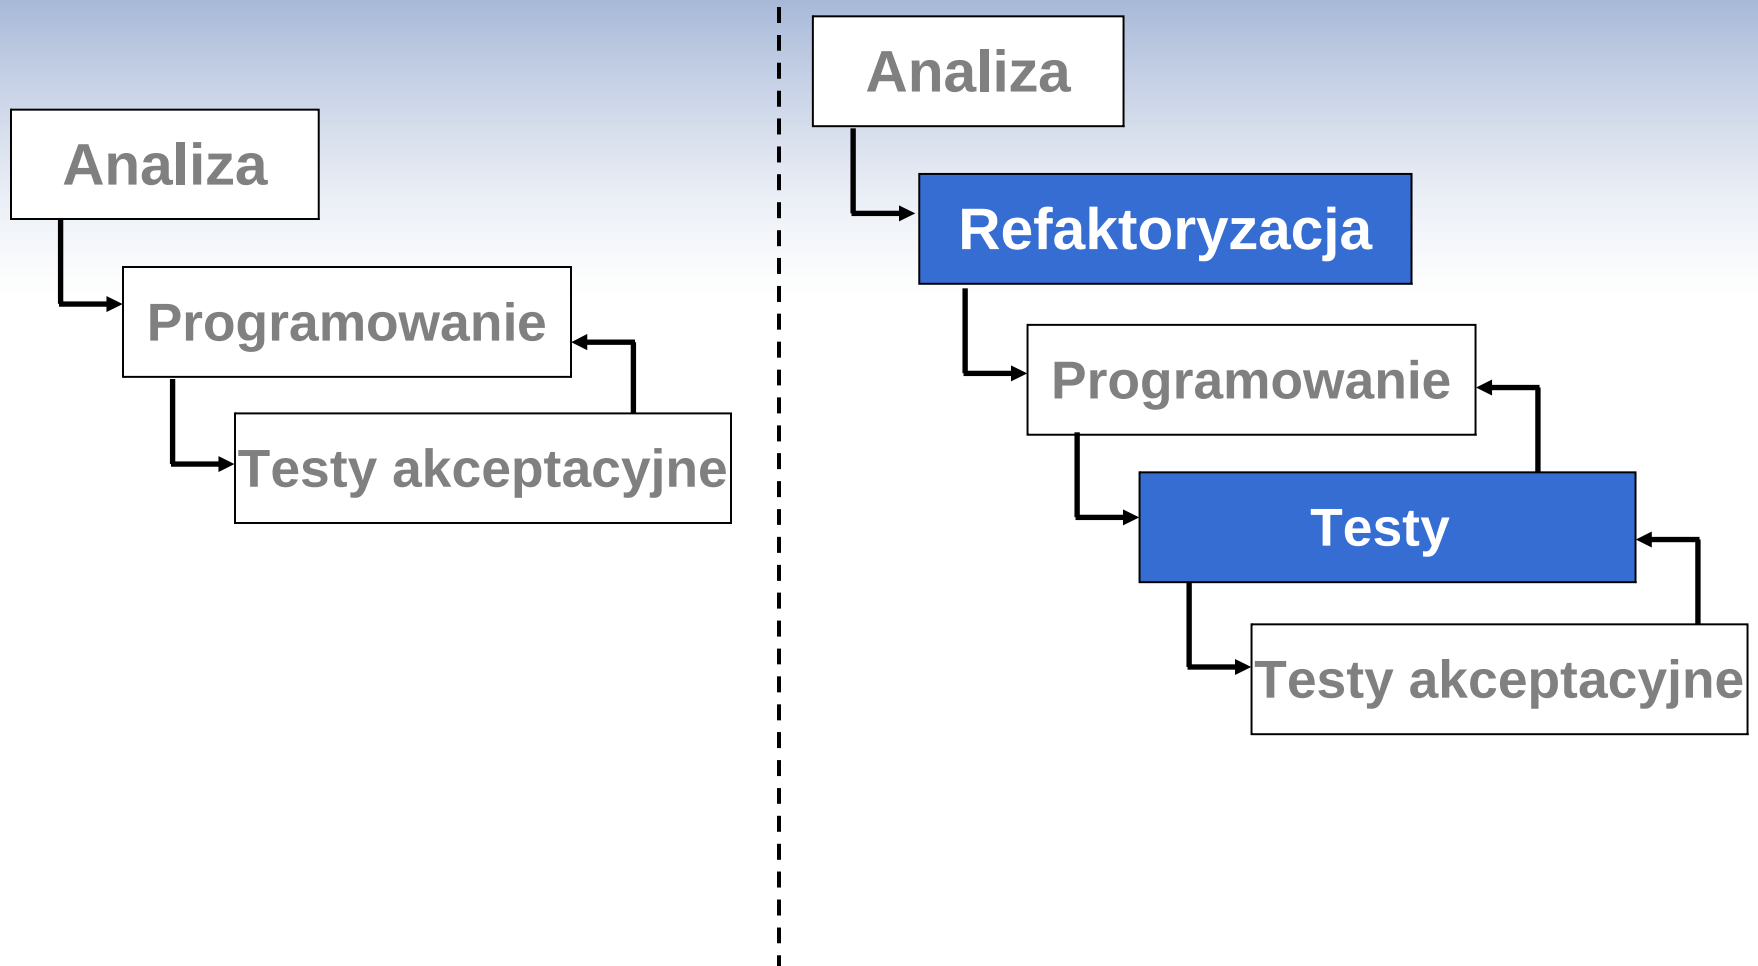 Analiza
Programowanie
Testy akceptacyjne
Analiza
Refaktoryzacja
Programowanie
Testy
Testy akceptacyjne